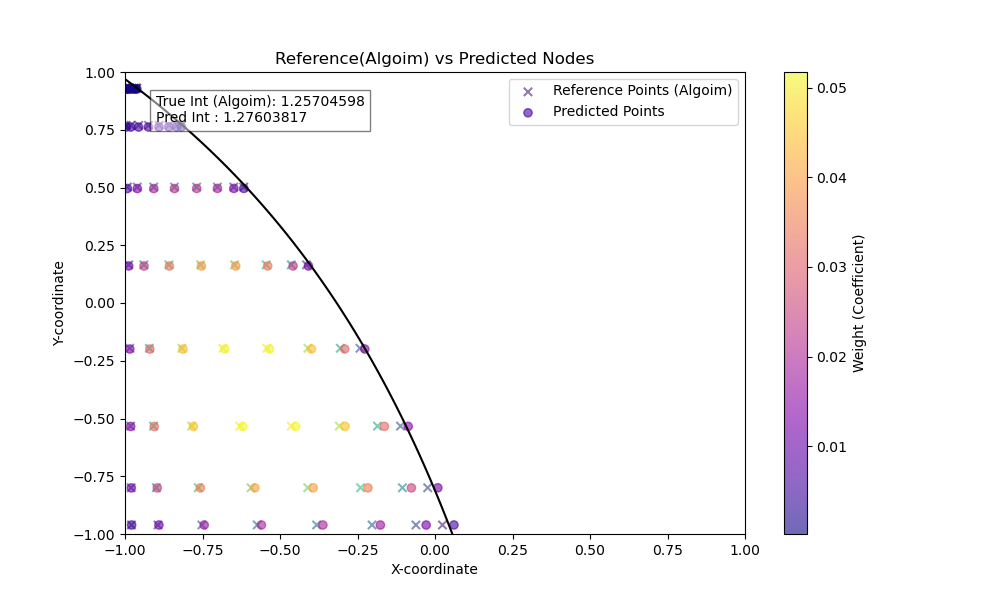 Reference(Algoim) vs Predicted Nodes
True Int (Algoim): 1.25704598
Pred Int : 1.27603817
Reference Points (Algoim)
Predicted Points
1.00
0.75
0.50
0.25
0.00
−0.25
−0.50
−0.75
−1.00
Y-coordinate
−1.00
−0.75
−0.50
−0.25
0.00
0.25
0.50
0.75
1.00
X-coordinate
0.05
0.04
0.03
0.02
0.01
Weight (Coefficient)